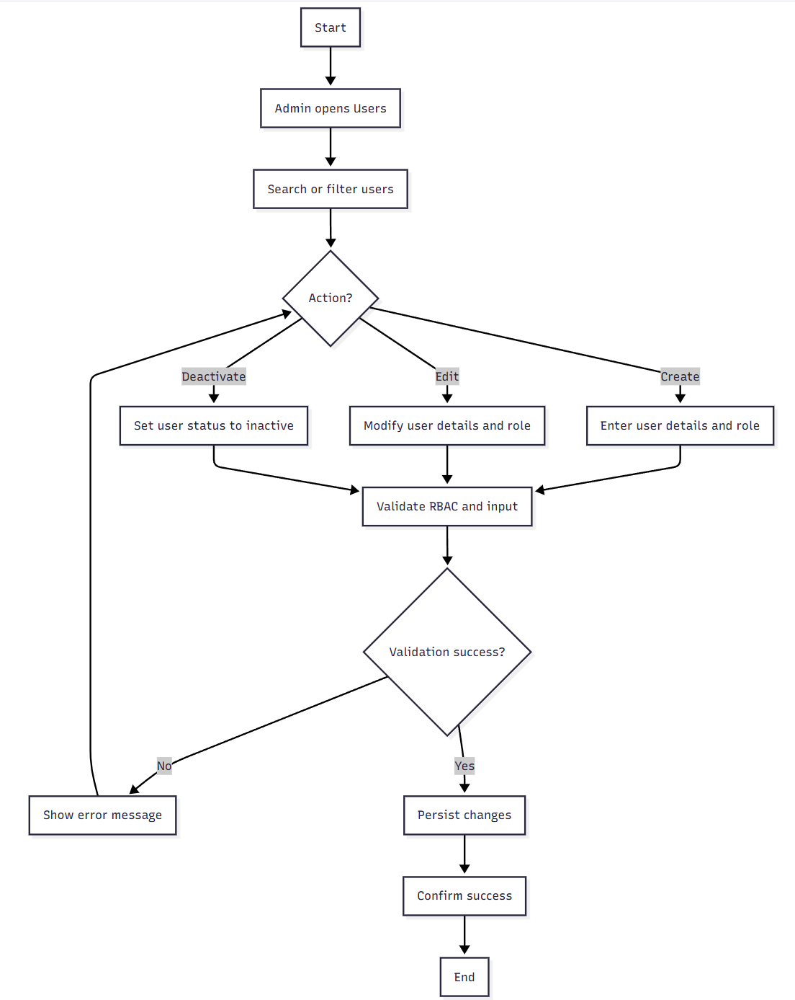 Start
Admin opens Users
Search or filter users
Action?
Deactivate
Edit
Create
Set user status to inactive
Modify user details and role
Enter user details and role
Validate RBAC and input
Validation success?
No
Yes
Show error message
Persist changes
Confirm success
End